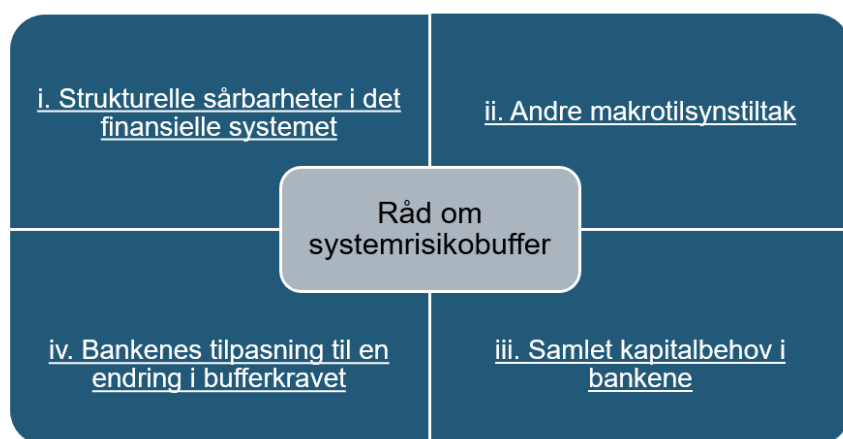 i. Strukturelle sårbarheter i det
finansielle systemet
ii. Andre makrotilsynstiltak
Råd om
systemrisikobuffer
iv. Bankenes tilpasning til en
endring i bufferkravet
iii. Samlet kapitalbehov i
bankene